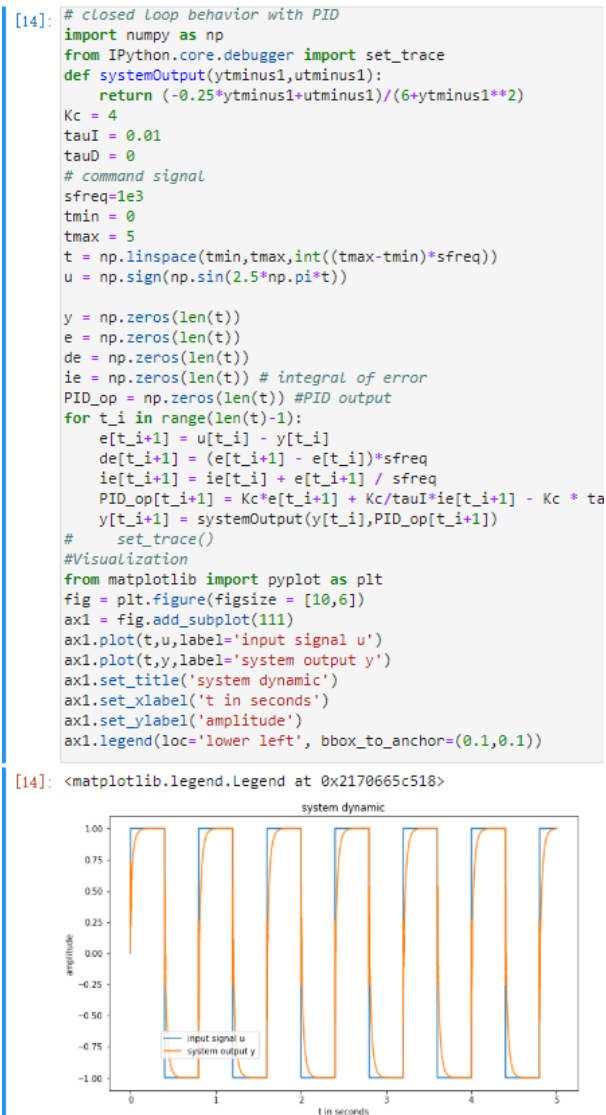 [14]: # closed loop behavior with PID
import numpy as np
from IPython.core.debugger import set_trace
def systemOutput(ytminus1,utminus1):
    return (-0.25*ytminus1+utminus1)/(6+ytminus1**2)
Kc = 4
tauI = 0.01
tauD = 0
# command signal
sfreq=1e3
tmin = 0
tmax = 5
t = np.linspace(tmin,tmax,int((tmax-tmin)*sfreq))
u = np.sign(np.sin(2.5*np.pi*t))
y = np.zeros(len(t))
e = np.zeros(len(t))
de = np.zeros(len(t))
ie = np.zeros(len(t)) # integral of error
PID_op = np.zeros(len(t)) #PID output
for t_i in range(len(t)-1):
    e[t_i+1] = u[t_i] - y[t_i]
    de[t_i+1] = (e[t_i+1] - e[t_i])*sfreq
    ie[t_i+1] = ie[t_i] + e[t_i+1] / sfreq
    PID_op[t_i+1] = Kc*e[t_i+1] + Kc/tauI*ie[t_i+1] - Kc * ta
    y[t_i+1] = systemOutput(y[t_i],PID_op[t_i+1])
#     set_trace()
#Visualization
from matplotlib import pyplot as plt
fig = plt.figure(figsize = [10,6])
ax1 = fig.add_subplot(111)
ax1.plot(t,u,label='input signal u')
ax1.plot(t,y,label='system output y')
ax1.set_title('system dynamic')
ax1.set_xlabel('t in seconds')
ax1.set_ylabel('amplitude')
ax1.legend(loc='lower left', bbox_to_anchor=(0.1,0.1))
[14]: <matplotlib.legend.Legend at 0x2170665c518>
system dynamic
1.00
0.75
0.50
0.25
0.00
-0.25
-0.50
-0.75
-1.00
amplitude
input signal u
system output y
0 1 2 3 4 5
t in seconds